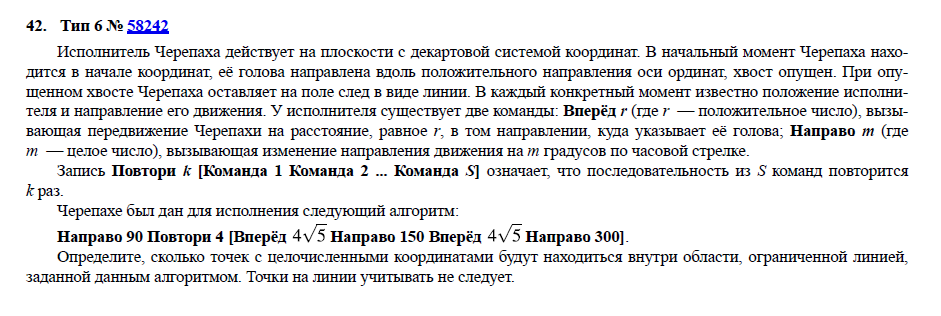 42. Тип 6 № 58242
Исполнитель Черепаха действует на плоскости с декартовой системой координат. В начальный момент Черепаха нахо-
дится в начале координат, её голова направлена вдоль положительного направления оси ординат, хвост опущен. При опу-
щенном хвосте Черепаха оставляет на поле след в виде линии. В каждый конкретный момент известно положение исполни-
теля и направление его движения. У исполнителя существует две команды: Вперёд r (где r — положительное число), вызы-
вающая передвижение Черепахи на расстояние, равное r, в том направлении, куда указывает её голова; Направо m (где
m — целое число), вызывающая изменение направления движения на m градусов по часовой стрелке.
Запись Повтори k [Команда 1 Команда 2 ... Команда S] означает, что последовательность из S команд повторится
k раз.
Черепахе был дан для исполнения следующий алгоритм:
Направо 90 Повтори 4 [Вперёд 4√5 Направо 150 Вперёд 4√5 Направо 300].
Определите, сколько точек с целочисленными координатами будут находиться внутри области, ограниченной линией,
заданной данным алгоритмом. Точки на линии учитывать не следует.